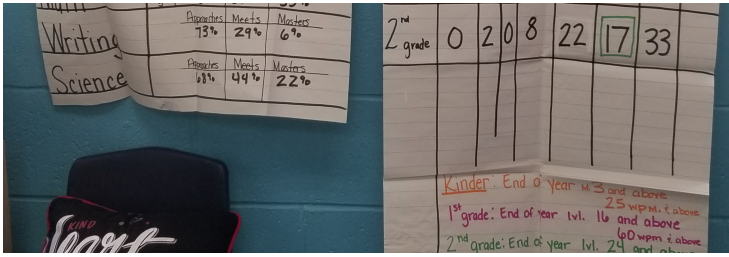 Approaches Meets Masters
Writing 73% 29% 6%
Approaches Meets Masters
Science 68% 44% 22%
KIND
Heart
2nd grade 0 2 0 8 22 17 33
Kinder: End of year lvl 3 and above
25 wpm & above
1st grade: End of year lvl. 16 and above
60 wpm & above
2nd grade: End of year lvl. 24 and above